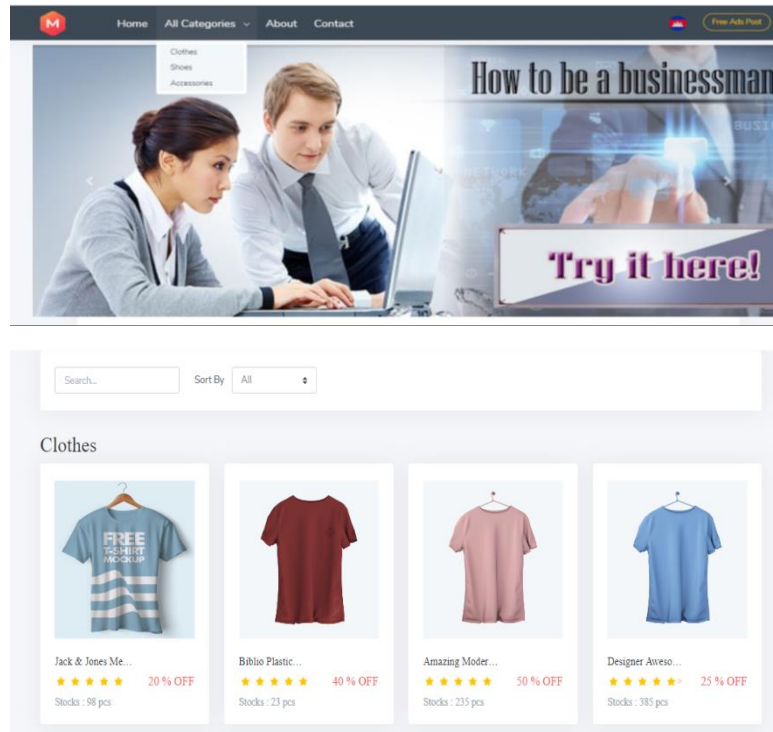 M
Home All Categories About Contact Free Ads Post
Clothes
Shoes
Accessories
How to be a businessman
NETWORK
Try it here!
Search...
Sort By All
Clothes
FREE
T-SHIRT
MOCKUP
Jack & Jones Me...
20 % OFF
Stocks : 98 pcs
Biblio Plastic...
40 % OFF
Stocks : 23 pcs
Amazing Moder...
50 % OFF
Stocks : 235 pcs
Designer Aweso...
25 % OFF
Stocks : 385 pcs